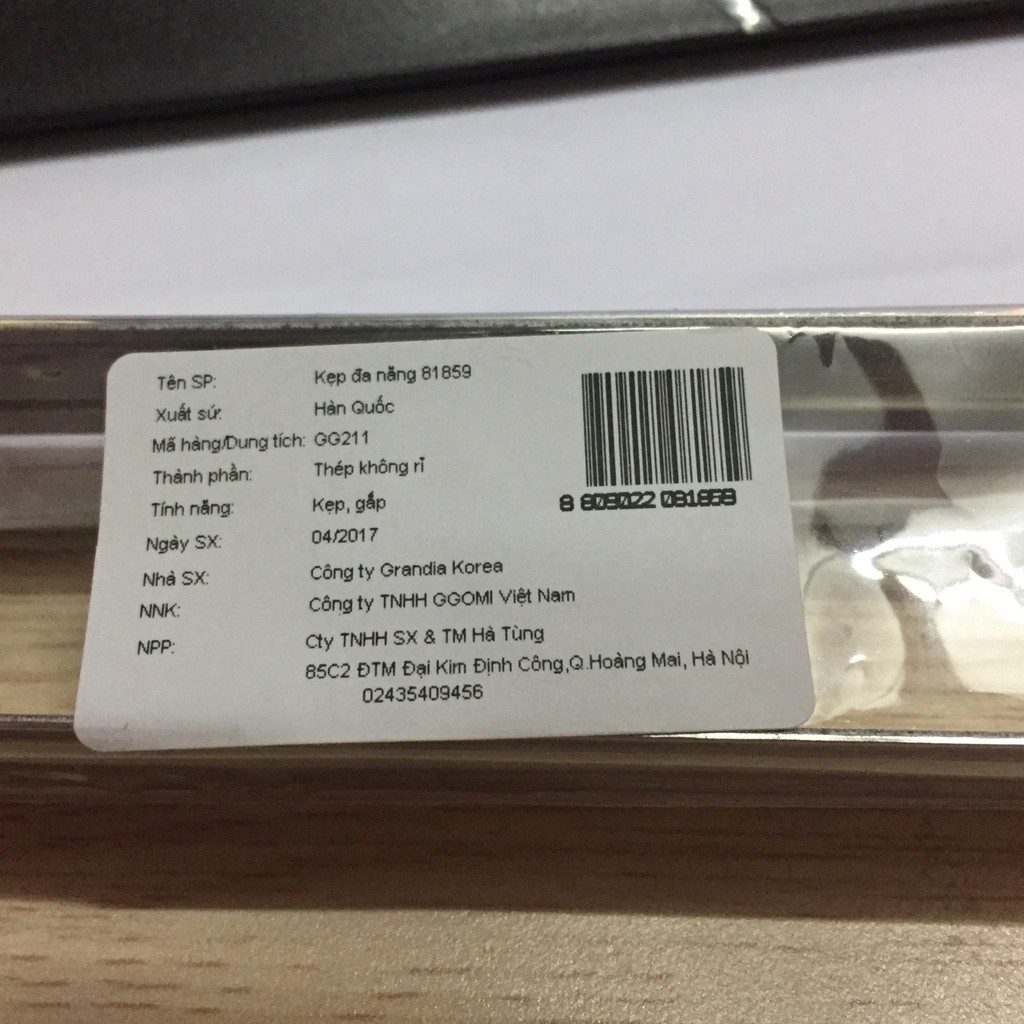 Tên SP: Kẹp đa năng 81859
Xuất sứ: Hàn Quốc
Mã hàng/Dung tích: GG211
Thành phần: Thép không rỉ
Tính năng: Kẹp, gắp
Ngày SX: 04/2017
Nhà SX: Công ty Grandia Korea
NNK: Công ty TNHH GGOMI Việt Nam
NPP: Cty TNHH SX & TM Hà Tùng
85C2 ĐTM Đại Kim Định Công,Q.Hoàng Mai, Hà Nội
02435409456